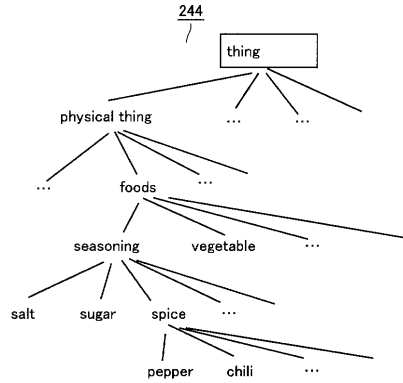 244
thing
physical thing
...
...
...
foods
...
seasoning
vegetable
...
salt
sugar
spice
...
pepper
chili
...